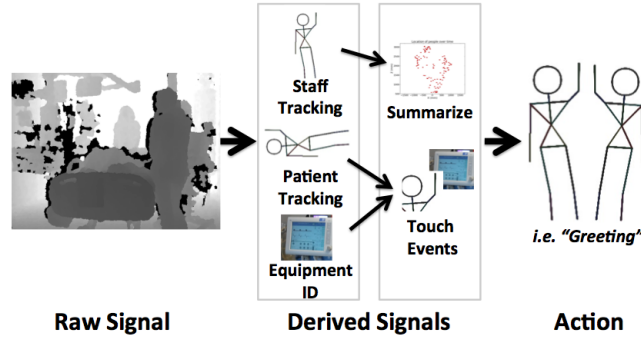 Staff
Tracking
Summarize
Patient
Tracking
Touch
Events
Equipment
ID
i.e. "Greeting"
Raw Signal
Derived Signals
Action